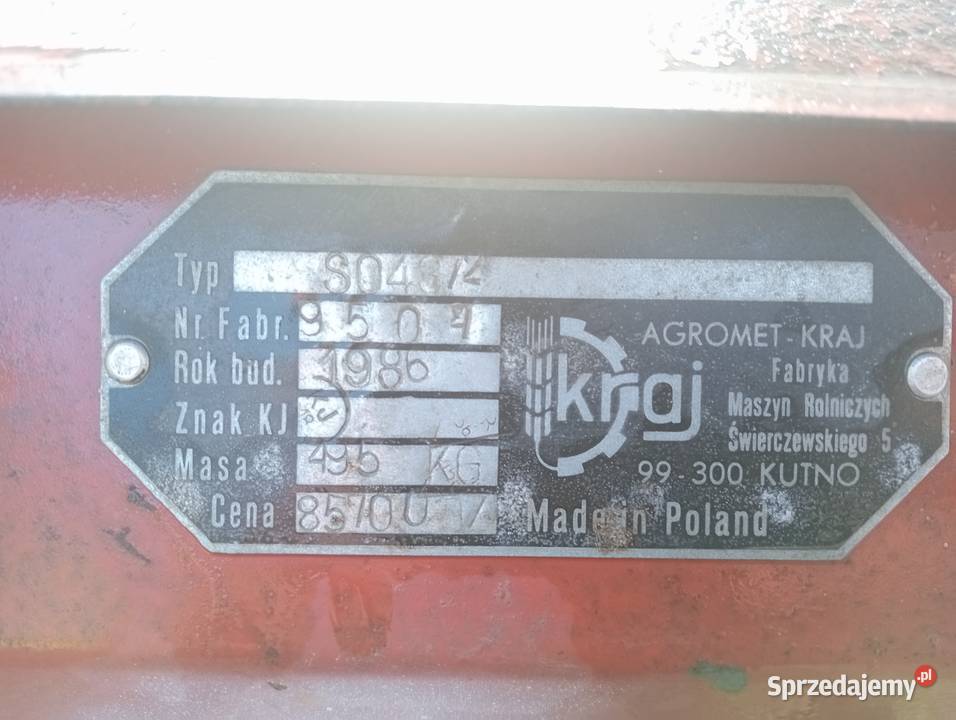 Typ S043/4
Nr. Fabr. 9504
Rok bud. 1986
Znak KJ
Masa 495 KG
Cena 85700 Zł
kraj
AGROMET-KRAJ
Fabryka
Maszyn Rolniczych
Świerczewskiego 5
99-300 KUTNO
Made in Poland
Sprzedajemy.pl